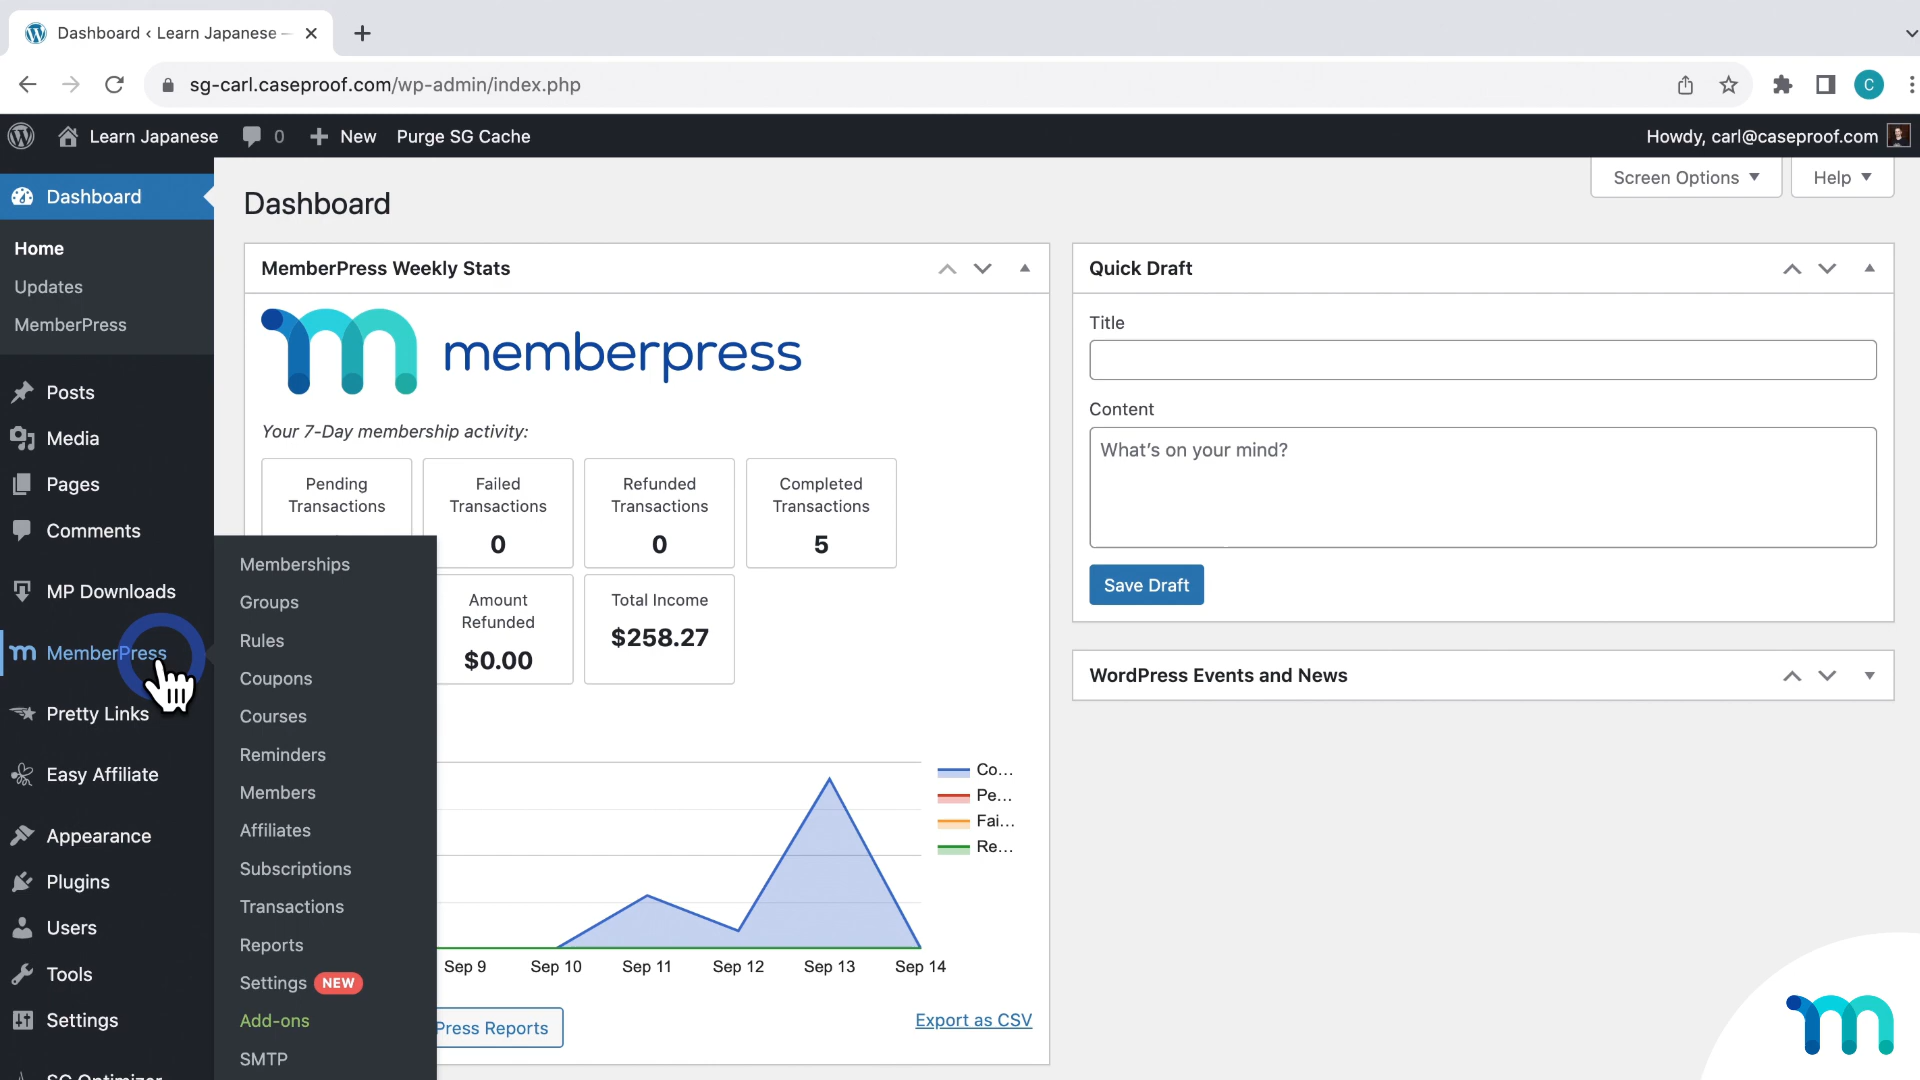 Dashboard ‹ Learn Japanese —
sg-carl.caseproof.com/wp-admin/index.php
C
Learn Japanese
0
New
Purge SG Cache
Howdy, carl@caseproof.com
Dashboard
Home
Updates
MemberPress
Posts
Media
Pages
Comments
MP Downloads
MemberPress
Pretty Links
Easy Affiliate
Appearance
Plugins
Users
Tools
Settings
Memberships
Groups
Rules
Coupons
Courses
Reminders
Members
Affiliates
Subscriptions
Transactions
Reports
Settings NEW
Add-ons
SMTP
Screen Options
Help
Dashboard
MemberPress Weekly Stats
memberpress
Your 7-Day membership activity:
Pending
Transactions
Failed
Transactions
0
Refunded
Transactions
0
Completed
Transactions
5
Amount
Refunded
$0.00
Total Income
$258.27
Co...
Pe...
Fai...
Re...
Sep 9
Sep 10
Sep 11
Sep 12
Sep 13
Sep 14
Press Reports
Export as CSV
Quick Draft
Title
Content
What's on your mind?
Save Draft
WordPress Events and News